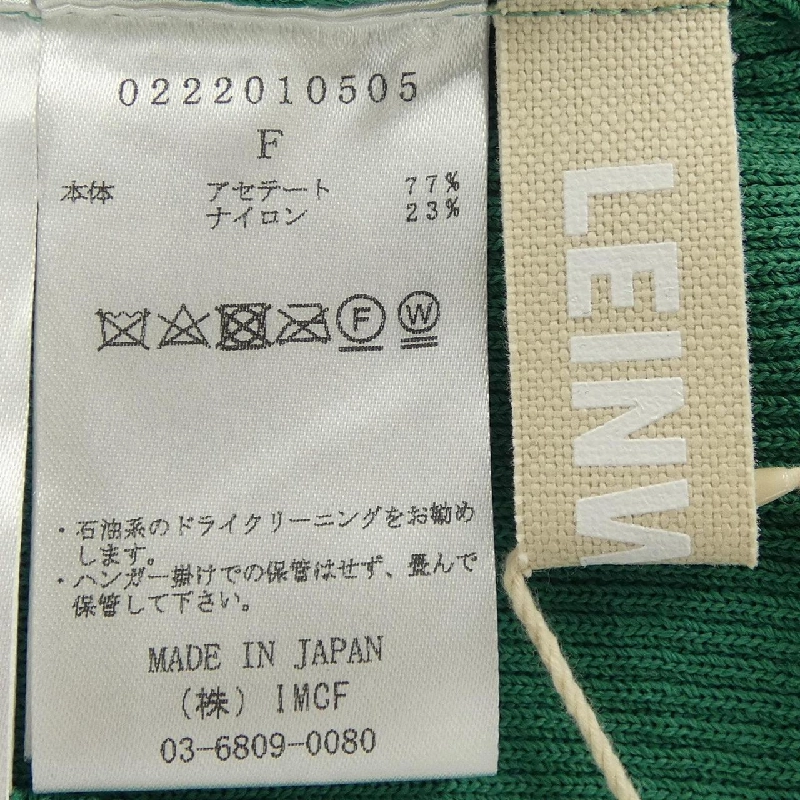 0222010505
F
本体 アセテート 77%
ナイロン 23%
F W
・石油系のドライクリーニングをお勧め
します。
・ハンガー掛けでの保管はせず、畳んで
保管して下さい。
MADE IN JAPAN
(株) IMCF
03-6809-0080
LEINW